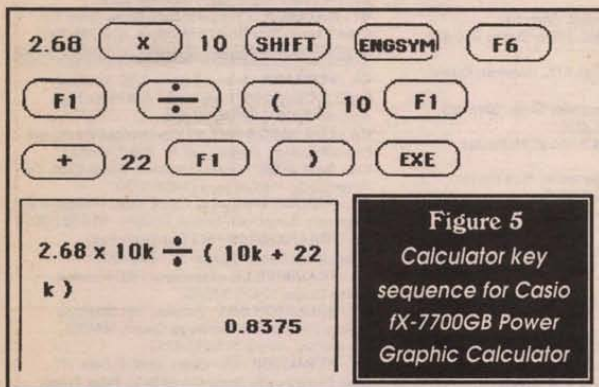 2.68 x 10 SHIFT ENGSYM F6
F1 ÷ ( 10 F1
+ 22 F1 ) EXE
2.68 x 10k ÷ ( 10k + 22
k )
0.8375
Figure 5
Calculator key
sequence for Casio
fX-7700GB Power
Graphic Calculator